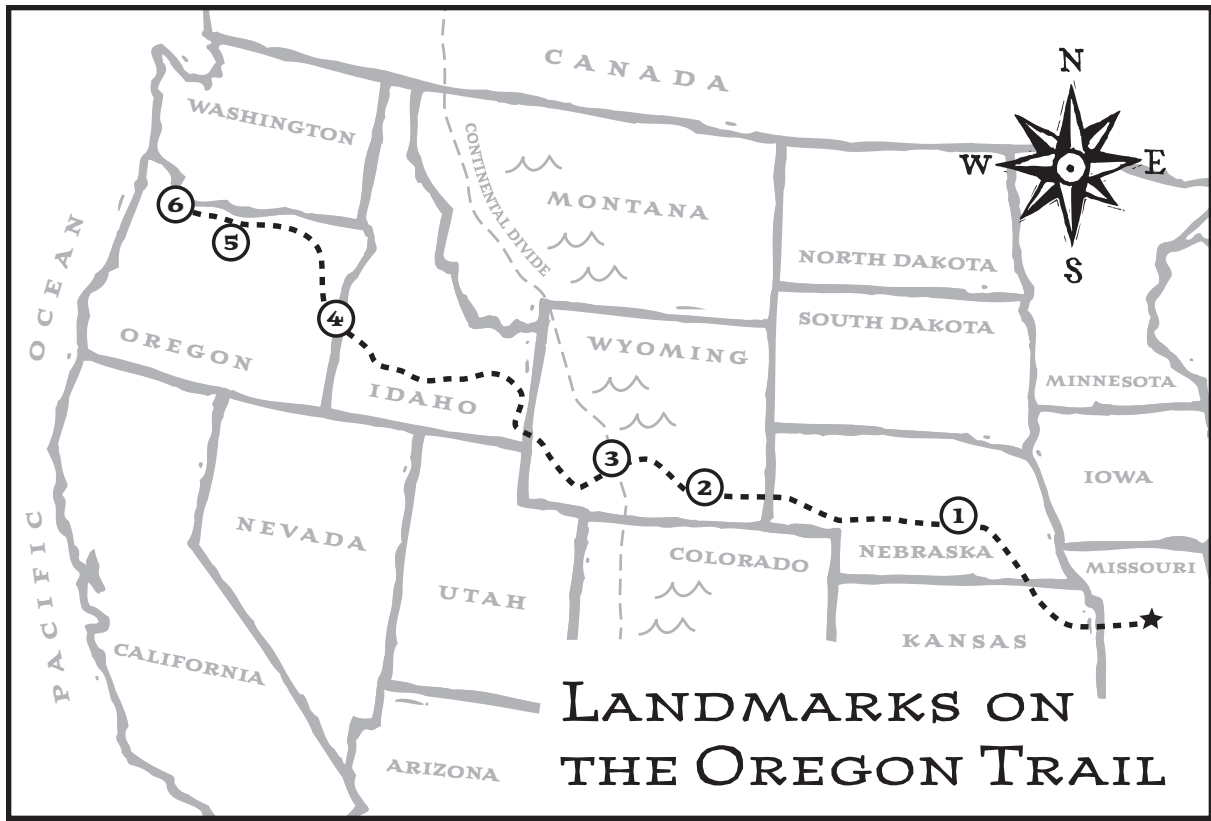 CANADA
N
W
E
S
WASHINGTON
CONTINENTAL DIVIDE
MONTANA
NORTH DAKOTA
6
5
4
SOUTH DAKOTA
OREGON
WYOMING
MINNESOTA
IDAHO
3
2
1
IOWA
NEVADA
NEBRASKA
COLORADO
MISSOURI
UTAH
KANSAS
CALIFORNIA
PACIFIC OCEAN
ARIZONA
LANDMARKS ON
THE OREGON TRAIL